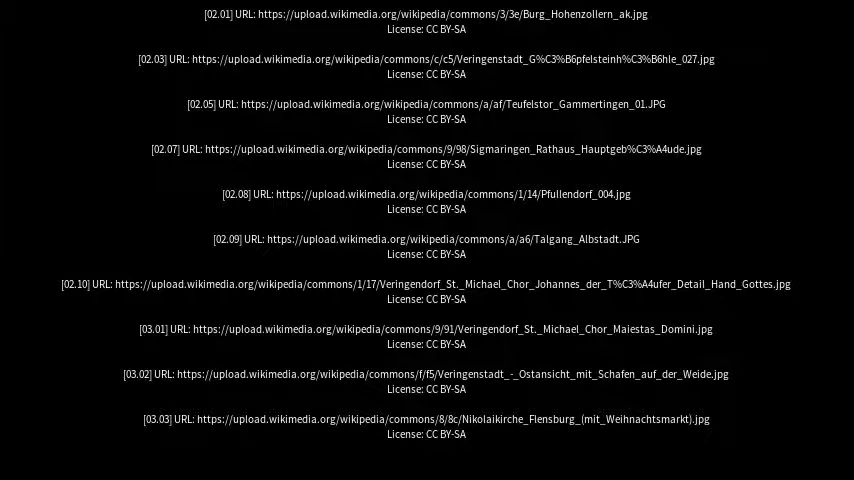 [02.01] URL: https://upload.wikimedia.org/wikipedia/commons/3/3e/Burg_Hohenzollern_ak.jpg
License: CC BY-SA
[02.03] URL: https://upload.wikimedia.org/wikipedia/commons/c/c5/Veringenstadt_G%C3%B6pfelsteinh%C3%B6hle_027.jpg
License: CC BY-SA
[02.05] URL: https://upload.wikimedia.org/wikipedia/commons/a/af/Teufelstor_Gammertingen_01.JPG
License: CC BY-SA
[02.07] URL: https://upload.wikimedia.org/wikipedia/commons/9/98/Sigmaringen_Rathaus_Hauptgeb%C3%A4ude.jpg
License: CC BY-SA
[02.08] URL: https://upload.wikimedia.org/wikipedia/commons/1/14/Pfullendorf_004.jpg
License: CC BY-SA
[02.09] URL: https://upload.wikimedia.org/wikipedia/commons/a/a6/Talgang_Albstadt.JPG
License: CC BY-SA
[02.10] URL: https://upload.wikimedia.org/wikipedia/commons/1/17/Veringendorf_St._Michael_Chor_Johannes_der_T%C3%A4ufer_Detail_Hand_Gottes.jpg
License: CC BY-SA
[03.01] URL: https://upload.wikimedia.org/wikipedia/commons/9/91/Veringendorf_St._Michael_Chor_Maiestas_Domini.jpg
License: CC BY-SA
[03.02] URL: https://upload.wikimedia.org/wikipedia/commons/f/f5/Veringenstadt_-_Ostansicht_mit_Schafen_auf_der_Weide.jpg
License: CC BY-SA
[03.03] URL: https://upload.wikimedia.org/wikipedia/commons/8/8c/Nikolaikirche_Flensburg_(mit_Weihnachtsmarkt).jpg
License: CC BY-SA